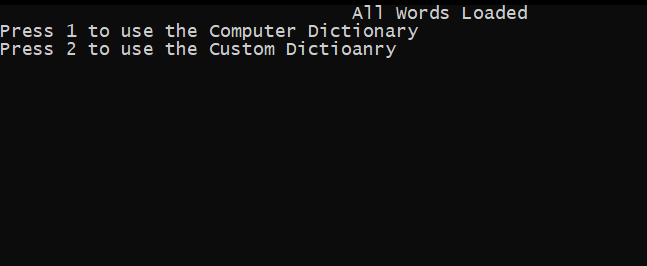 All Words Loaded
Press 1 to use the Computer Dictionary
Press 2 to use the Custom Dictioanry